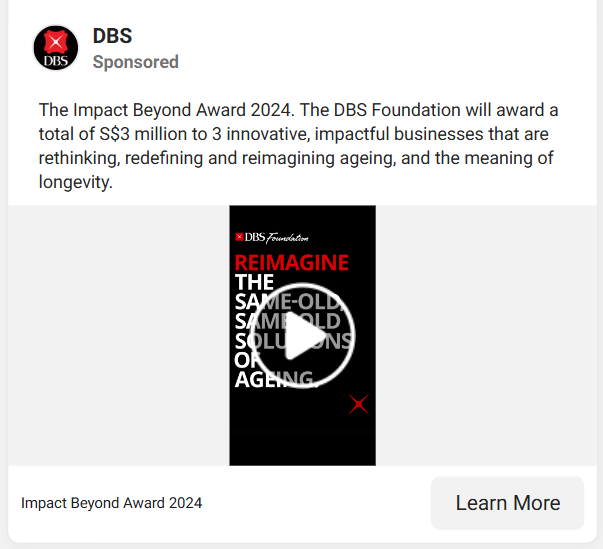 DBS
DBS
Sponsored
The Impact Beyond Award 2024. The DBS Foundation will award a
total of S$3 million to 3 innovative, impactful businesses that are
rethinking, redefining and reimagining ageing, and the meaning of
longevity.
DBS Foundation
REIMAGINE
THE
SAME-OLD,
SAME-OLD
SOLUTIONS
OF
AGEING.
Impact Beyond Award 2024
Learn More